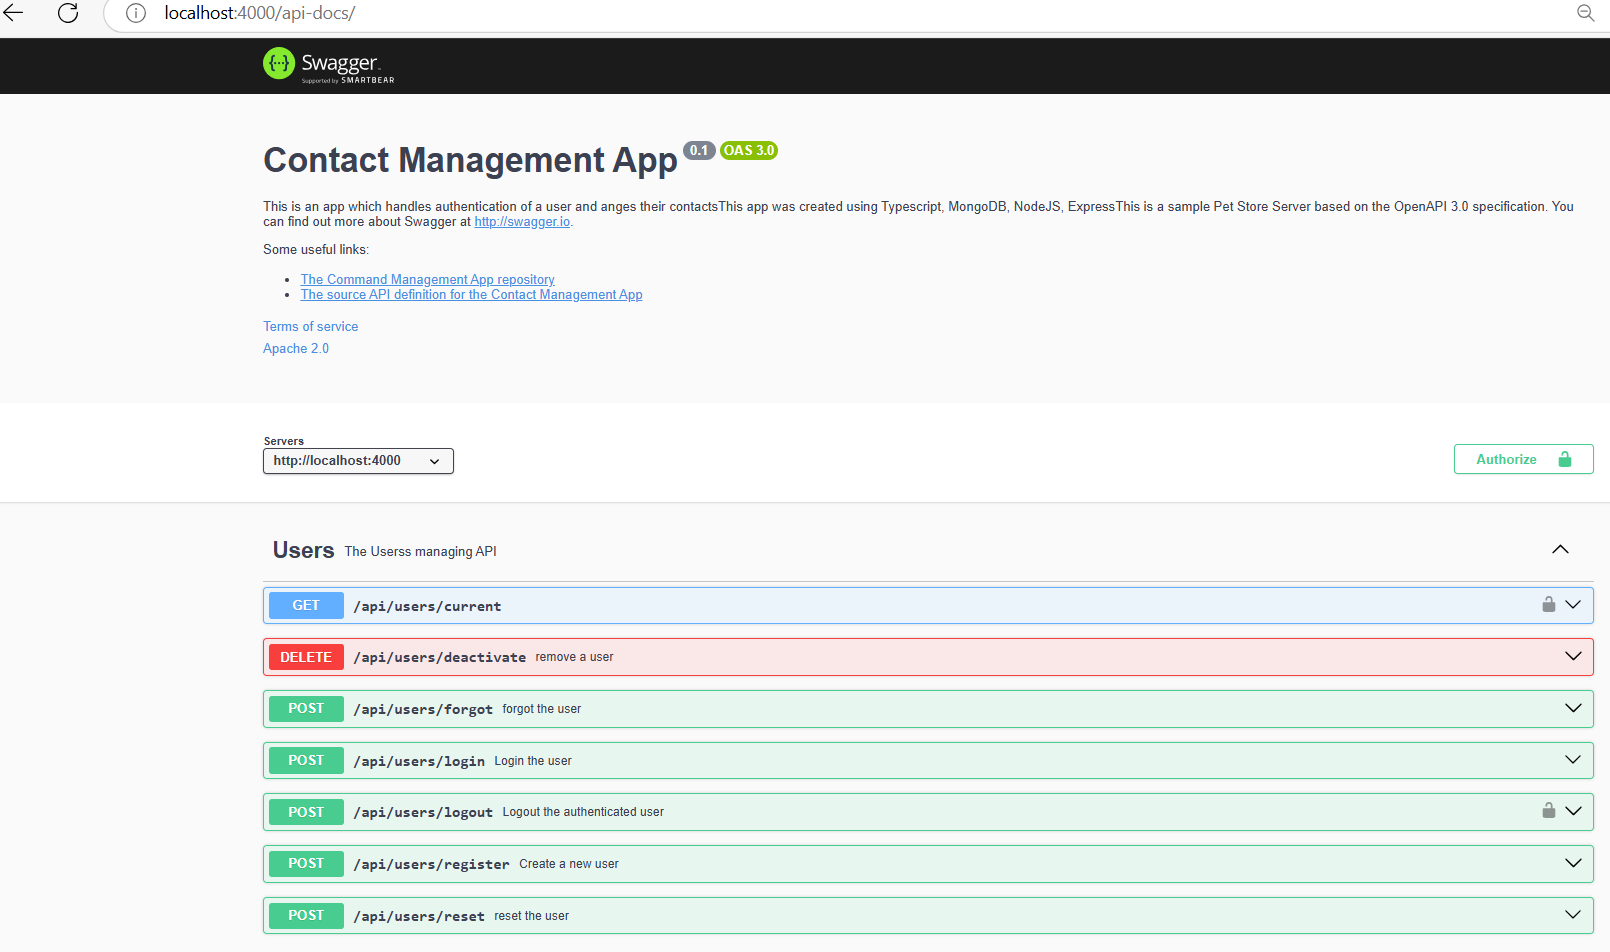 localhost:4000/api-docs/
{··}
Swagger
Supported by SMARTBEAR
Contact Management App 0.1 OAS 3.0
This is an app which handles authentication of a user and anges their contactsThis app was created using Typescript, MongoDB, NodeJS, ExpressThis is a sample Pet Store Server based on the OpenAPI 3.0 specification. You
can find out more about Swagger at http://swagger.io.
Some useful links:
• The Command Management App repository
• The source API definition for the Contact Management App
Terms of service
Apache 2.0
Servers
http://localhost:4000
Authorize
Users The Userss managing API
GET /api/users/current
DELETE /api/users/deactivate remove a user
POST /api/users/forgot forgot the user
POST /api/users/login Login the user
POST /api/users/logout Logout the authenticated user
POST /api/users/register Create a new user
POST /api/users/reset reset the user